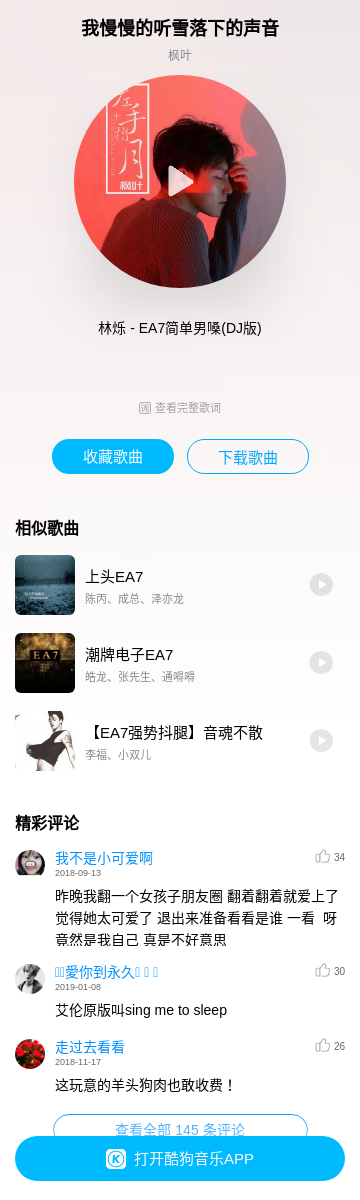 我慢慢的听雪落下的声音
枫叶
左手指月
枫叶
林烁 - EA7简单男嗓(DJ版)
词 查看完整歌词
收藏歌曲
下载歌曲
相似歌曲
EA7
上头EA7
陈丙、成总、泽亦龙
潮牌电子EA7
皓龙、张先生、通嘚嘚
【EA7强势抖腿】音魂不散
李福、小双儿
精彩评论
我不是小可爱啊
34
2018-09-13
昨晚我翻一个女孩子朋友圈 翻着翻着就爱上了
觉得她太可爱了 退出来准备看看是谁 一看 呀
竟然是我自己 真是不好意思
愛你到永久
30
2019-01-08
艾伦原版叫sing me to sleep
走过去看看
26
2018-11-17
这玩意的羊头狗肉也敢收费！
查看全部 145 条评论
K 打开酷狗音乐APP